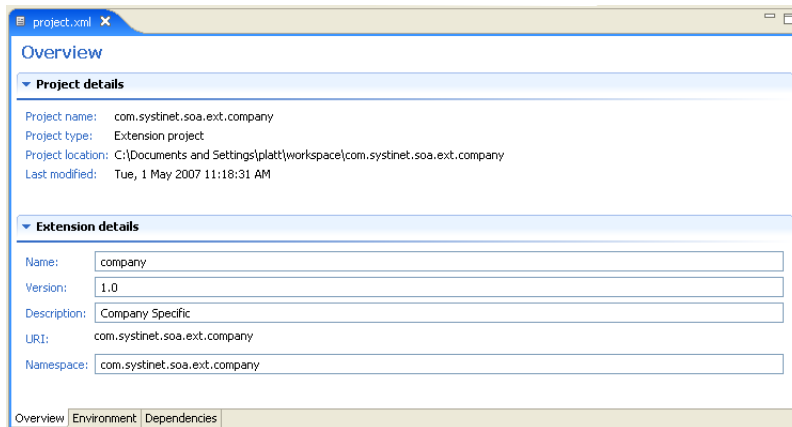 project.xml
Overview
Project details
Project name: com.systinet.soa.ext.company
Project type: Extension project
Project location: C:\Documents and Settings\platt\workspace\com.systinet.soa.ext.company
Last modified: Tue, 1 May 2007 11:18:31 AM
Extension details
Name: company
Version: 1.0
Description: Company Specific
URI: com.systinet.soa.ext.company
Namespace: com.systinet.soa.ext.company
Overview Environment Dependencies